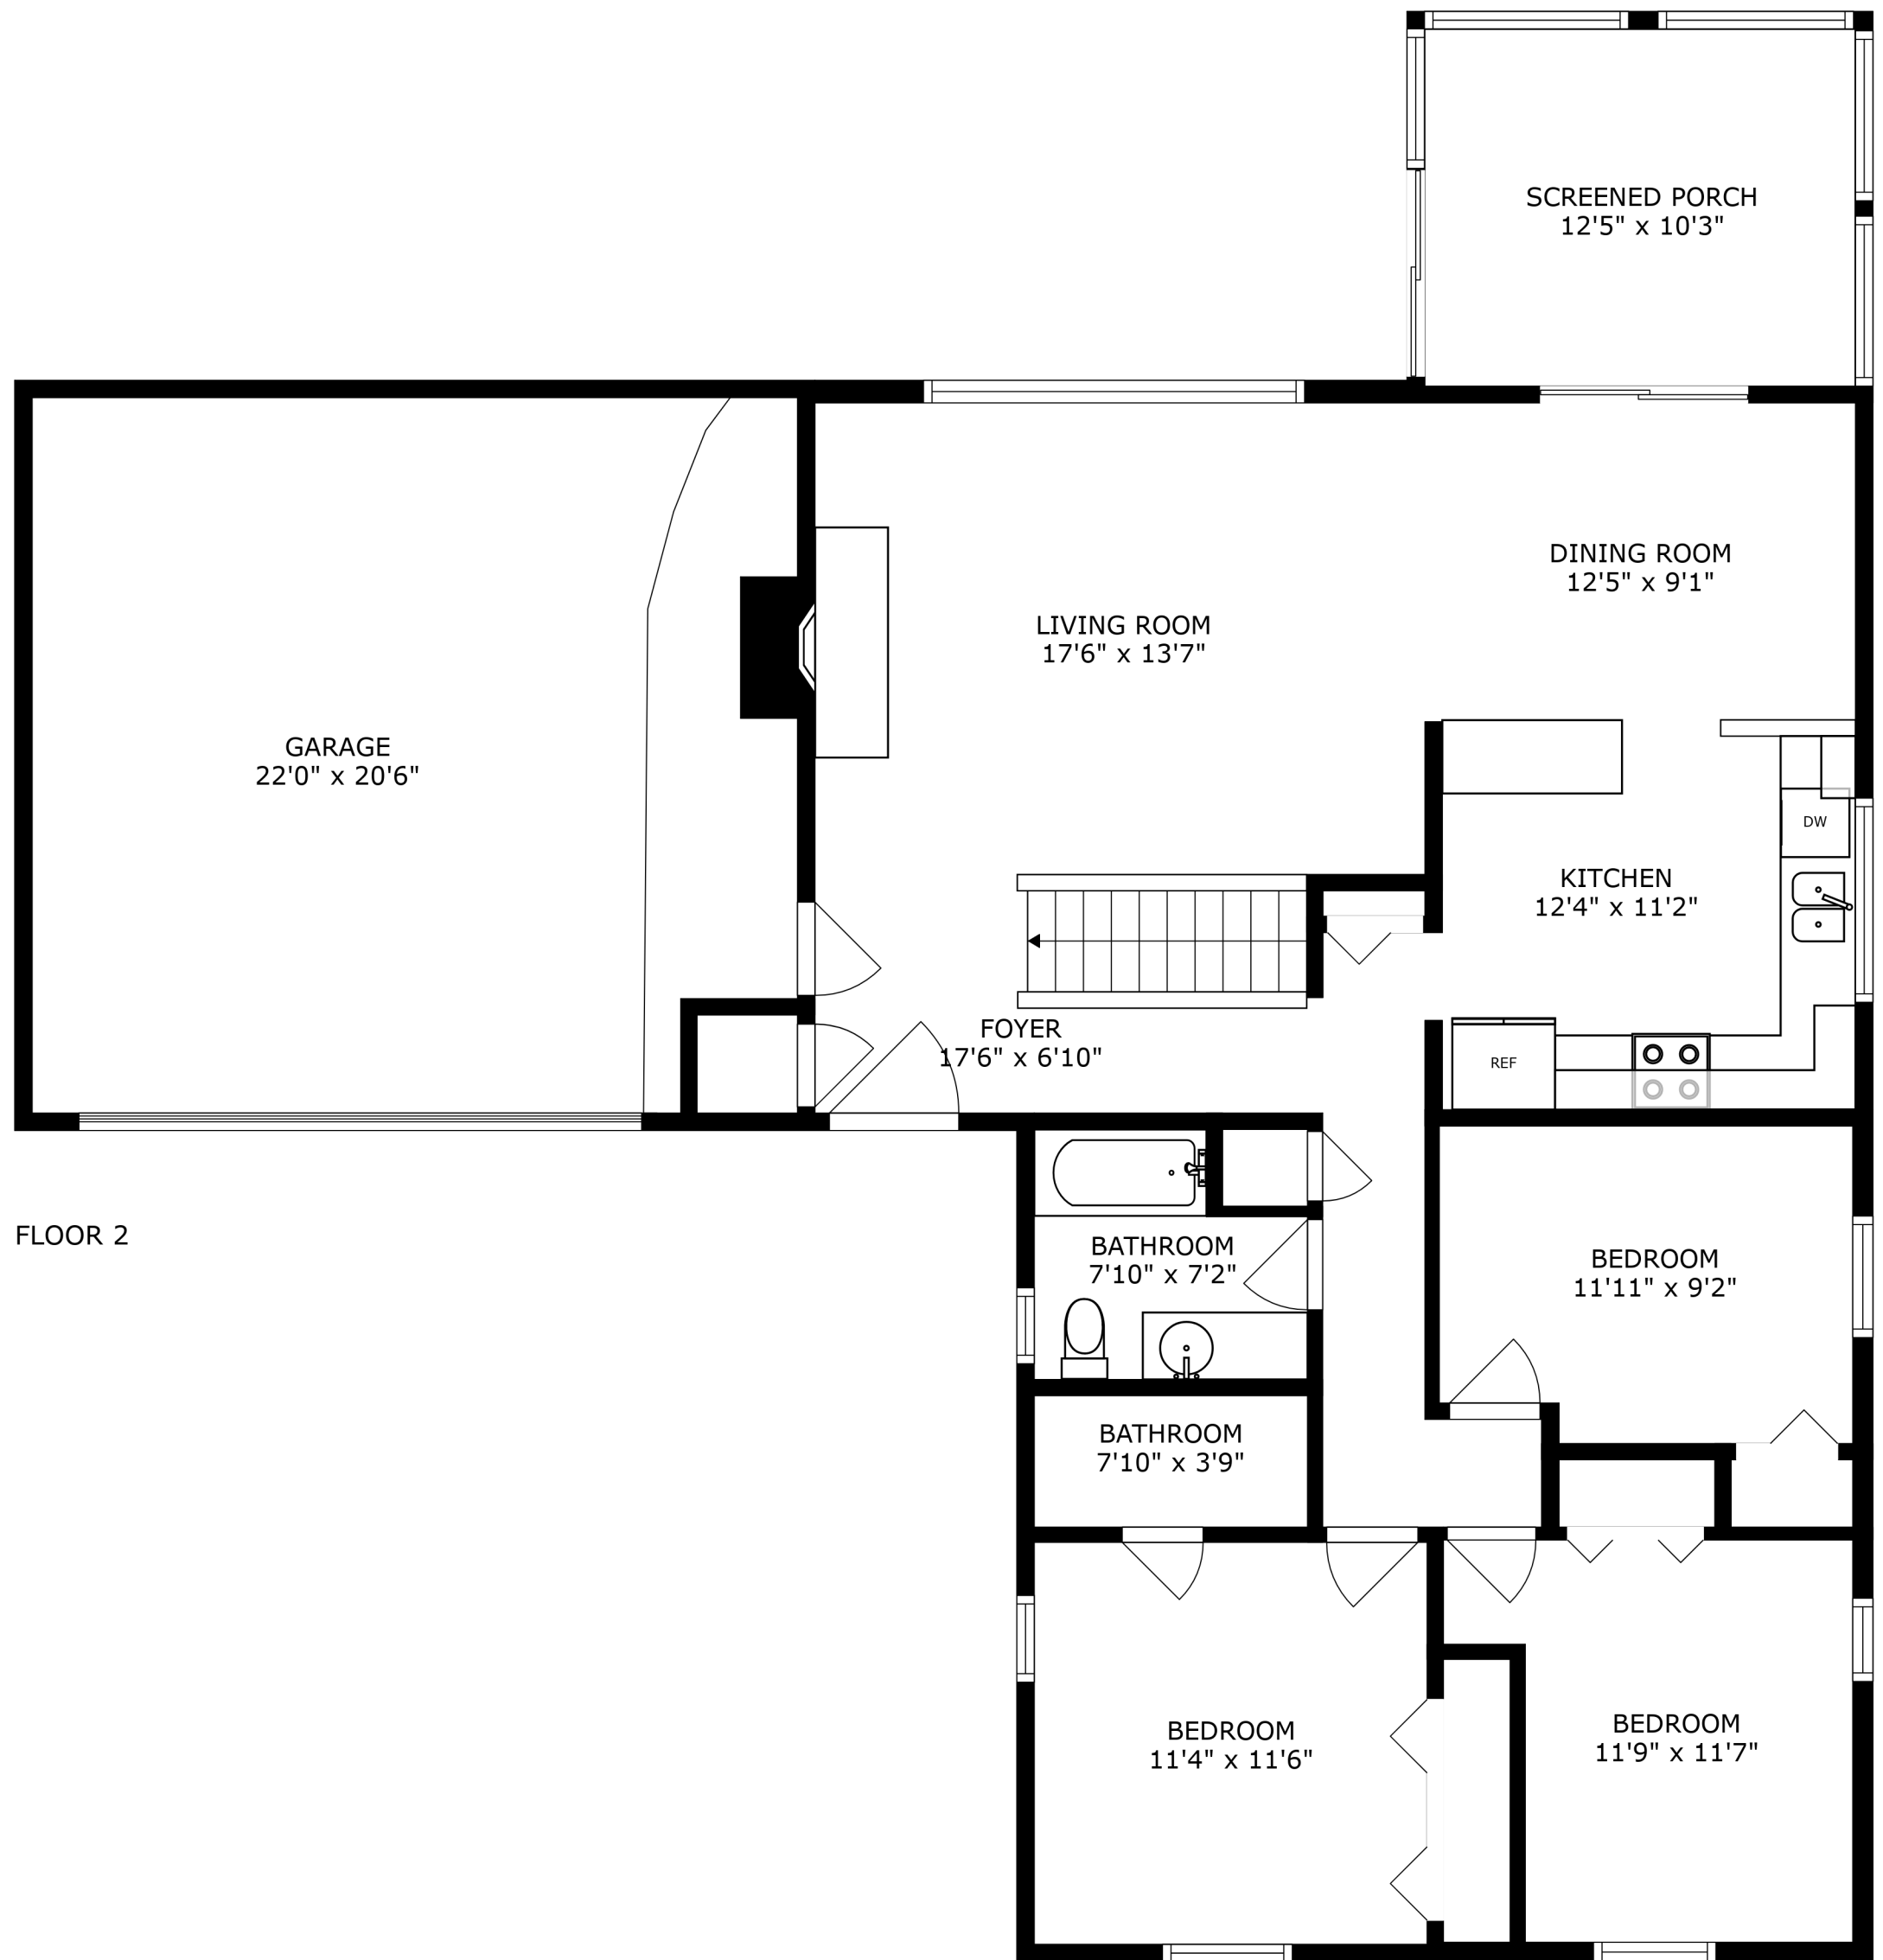 SCREENED PORCH
12'5" x 10'3"
DINING ROOM
12'5" x 9'1"
LIVING ROOM
17'6" x 13'7"
GARAGE
22'0" x 20'6"
DW
KITCHEN
12'4" x 11'2"
FOYER
17'6" x 6'10"
REF
FLOOR 2
BATHROOM
7'10" x 7'2"
BEDROOM
11'11" x 9'2"
BATHROOM
7'10" x 3'9"
BEDROOM
11'4" x 11'6"
BEDROOM
11'9" x 11'7"